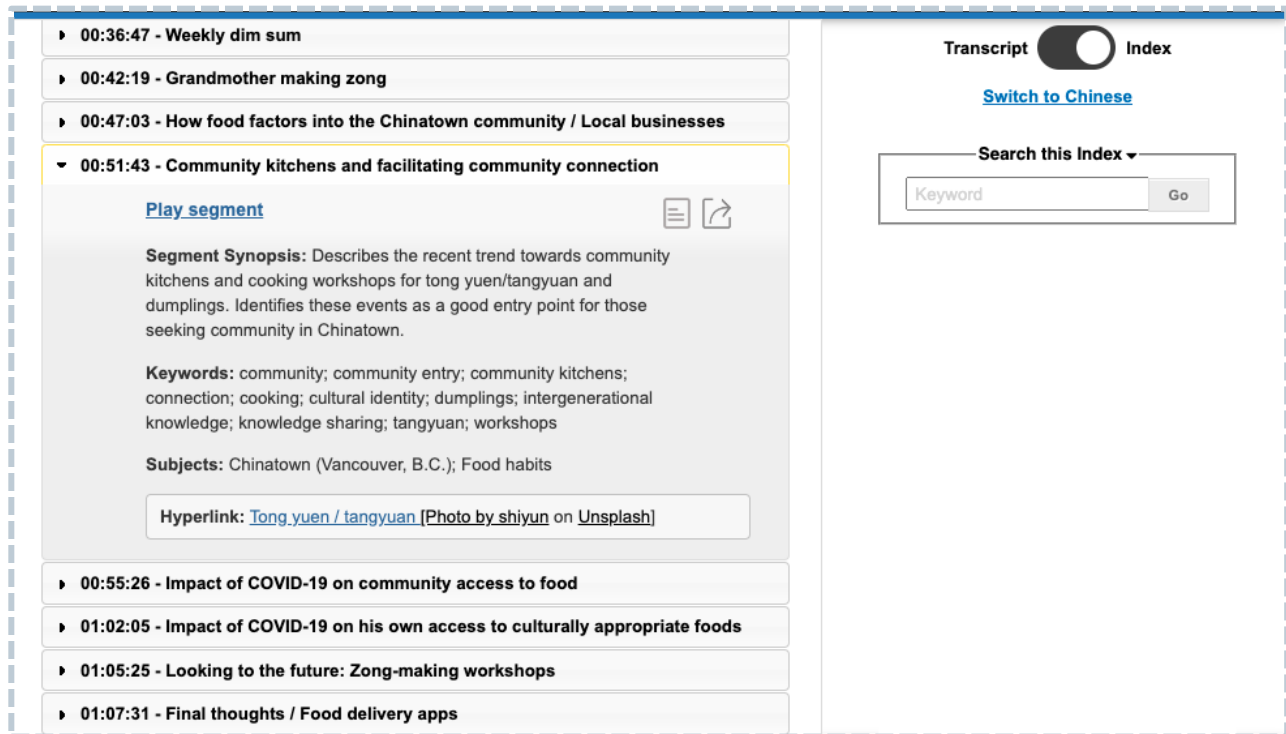 00:36:47 - Weekly dim sum
00:42:19 - Grandmother making zong
00:47:03 - How food factors into the Chinatown community / Local businesses
00:51:43 - Community kitchens and facilitating community connection
Play segment
Segment Synopsis: Describes the recent trend towards community
kitchens and cooking workshops for tong yuen/tangyuan and
dumplings. Identifies these events as a good entry point for those
seeking community in Chinatown.
Keywords: community; community entry; community kitchens;
connection; cooking; cultural identity; dumplings; intergenerational
knowledge; knowledge sharing; tangyuan; workshops
Subjects: Chinatown (Vancouver, B.C.); Food habits
Hyperlink: Tong yuen / tangyuan [Photo by shiyun on Unsplash]
00:55:26 - Impact of COVID-19 on community access to food
01:02:05 - Impact of COVID-19 on his own access to culturally appropriate foods
01:05:25 - Looking to the future: Zong-making workshops
01:07:31 - Final thoughts / Food delivery apps
Transcript Index
Switch to Chinese
Search this Index
Keyword Go